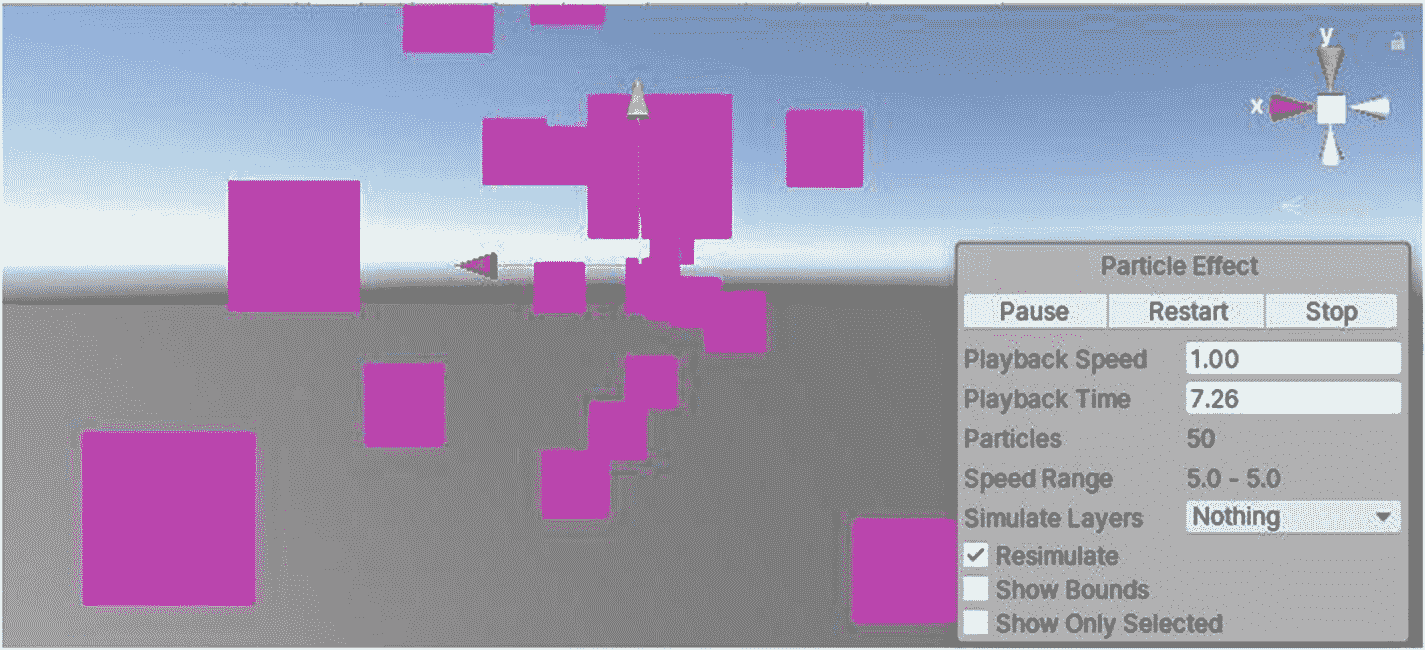 y
x
Particle Effect
Pause Restart Stop
Playback Speed 1.00
Playback Time 7.26
Particles 50
Speed Range 5.0 - 5.0
Simulate Layers Nothing
Resimulate
Show Bounds
Show Only Selected